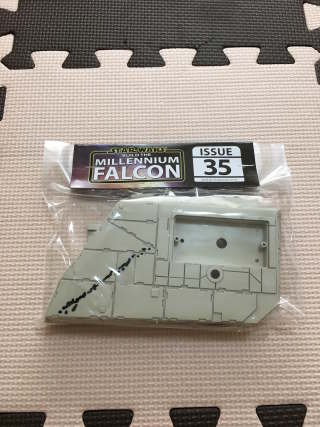 STAR WARS
BUILD THE
MILLENNIUM
FALCON
ISSUE
35